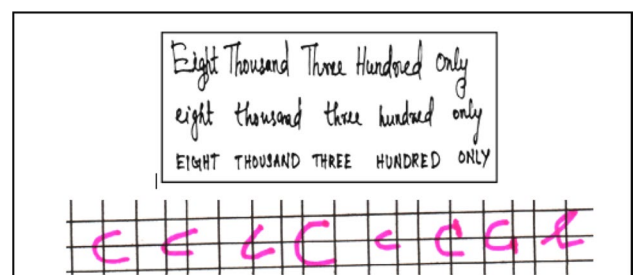 Eight Thousand Three Hundred Only
eight thousand three hundred only
EIGHT THOUSAND THREE HUNDRED ONLY
C C C C C C G e